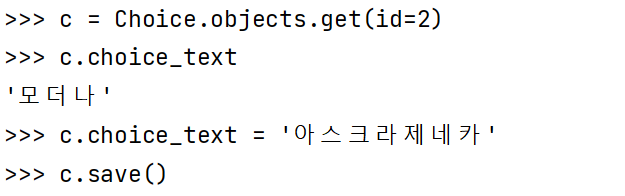 >>> c = Choice.objects.get(id=2)
>>> c.choice_text
'모더나'
>>> c.choice_text = '아스크라제네카'
>>> c.save()